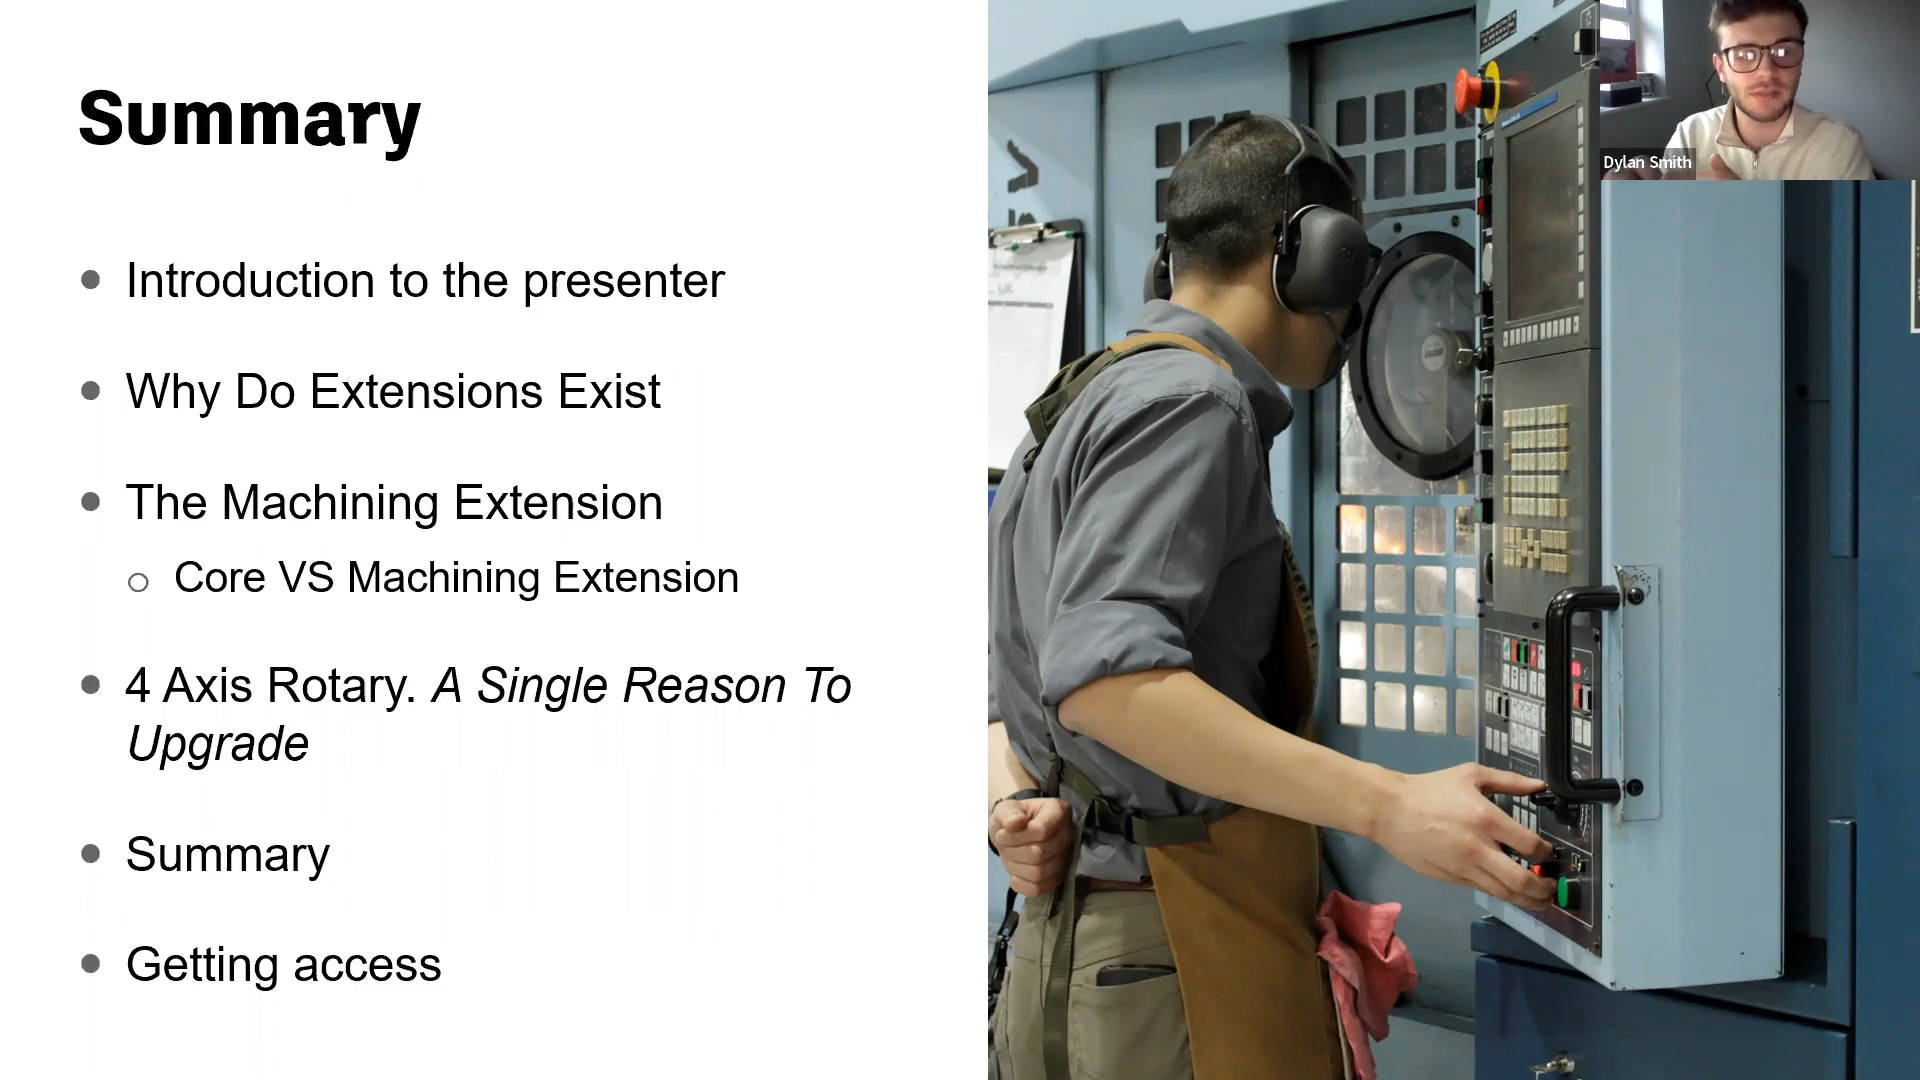 Summary
Introduction to the presenter
Why Do Extensions Exist
The Machining Extension
Core VS Machining Extension
4 Axis Rotary. A Single Reason To
Upgrade
Summary
Getting access
Dylan Smith